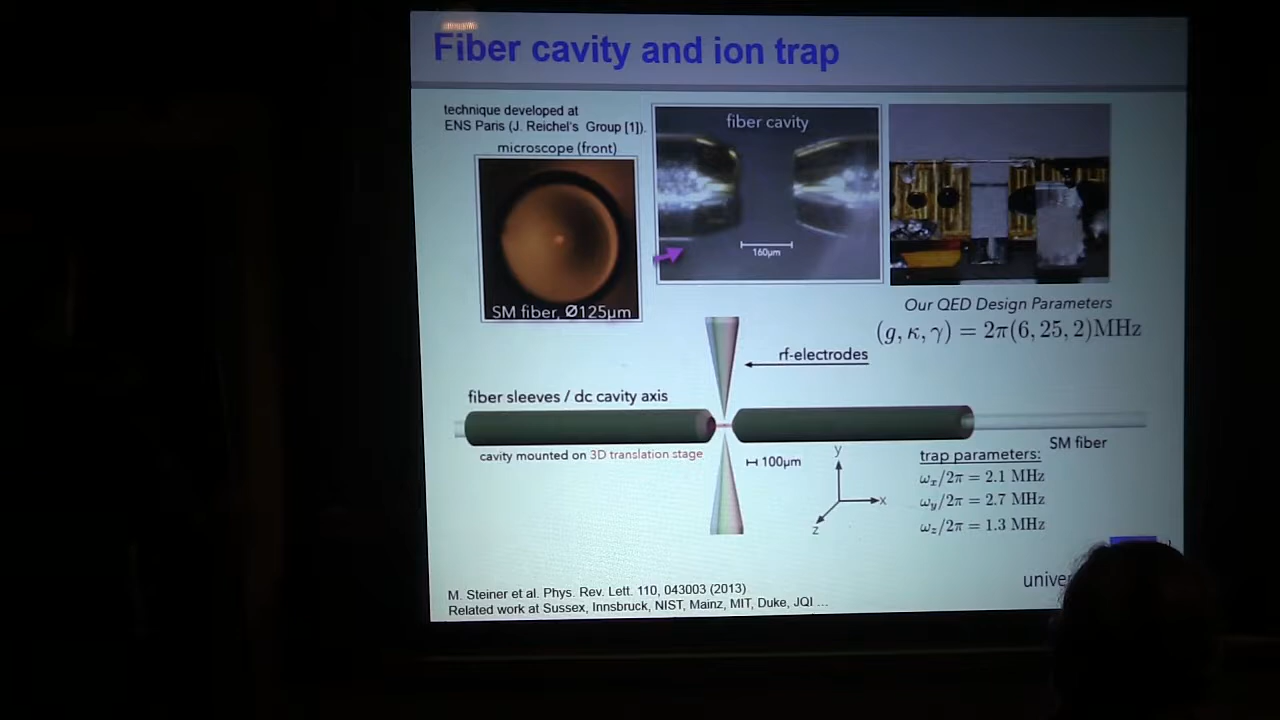 Fiber cavity and ion trap
technique developed at
ENS Paris (J. Reichel's Group [1]).
microscope (front)
SM fiber, Ø125µm
fiber cavity
160µm
Our QED Design Parameters
(g, κ, γ) = 2π(6, 25, 2)MHz
rf-electrodes
fiber sleeves / dc cavity axis
cavity mounted on 3D translation stage
100µm
y
x
z
SM fiber
trap parameters:
ωx/2π = 2.1 MHz
ωy/2π = 2.7 MHz
ωz/2π = 1.3 MHz
M. Steiner et al. Phys. Rev. Lett. 110, 043003 (2013)
Related work at Sussex, Innsbruck, NIST, Mainz, MIT, Duke, JQI ...